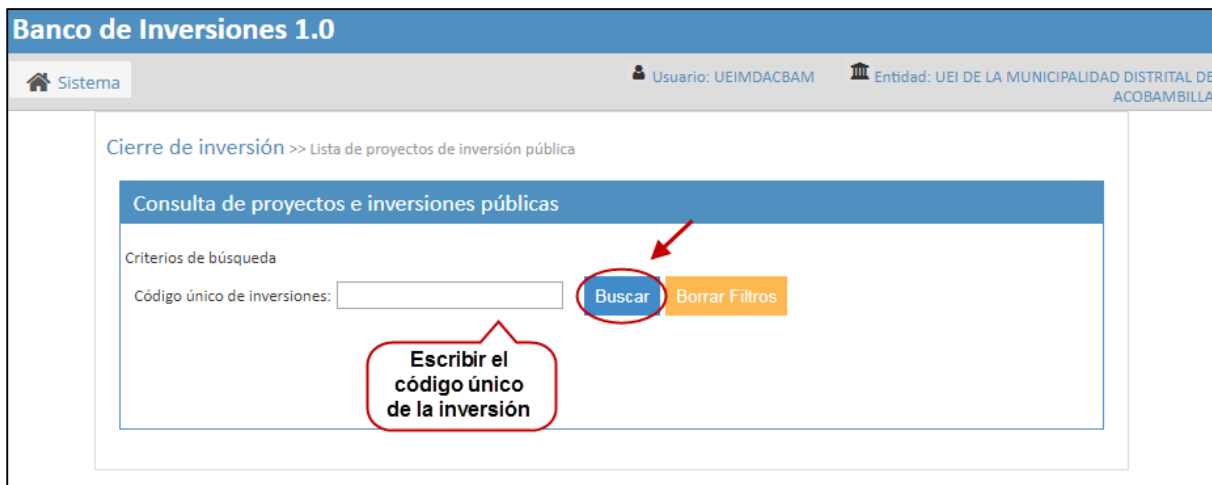 Banco de Inversiones 1.0
Sistema
Usuario: UEIMDACBAM
Entidad: UEI DE LA MUNICIPALIDAD DISTRITAL DE
ACOBAMBILLA
Cierre de inversión >> Lista de proyectos de inversión pública
Consulta de proyectos e inversiones públicas
Criterios de búsqueda
Código único de inversiones:
Buscar
Borrar Filtros
Escribir el
código único
de la inversión